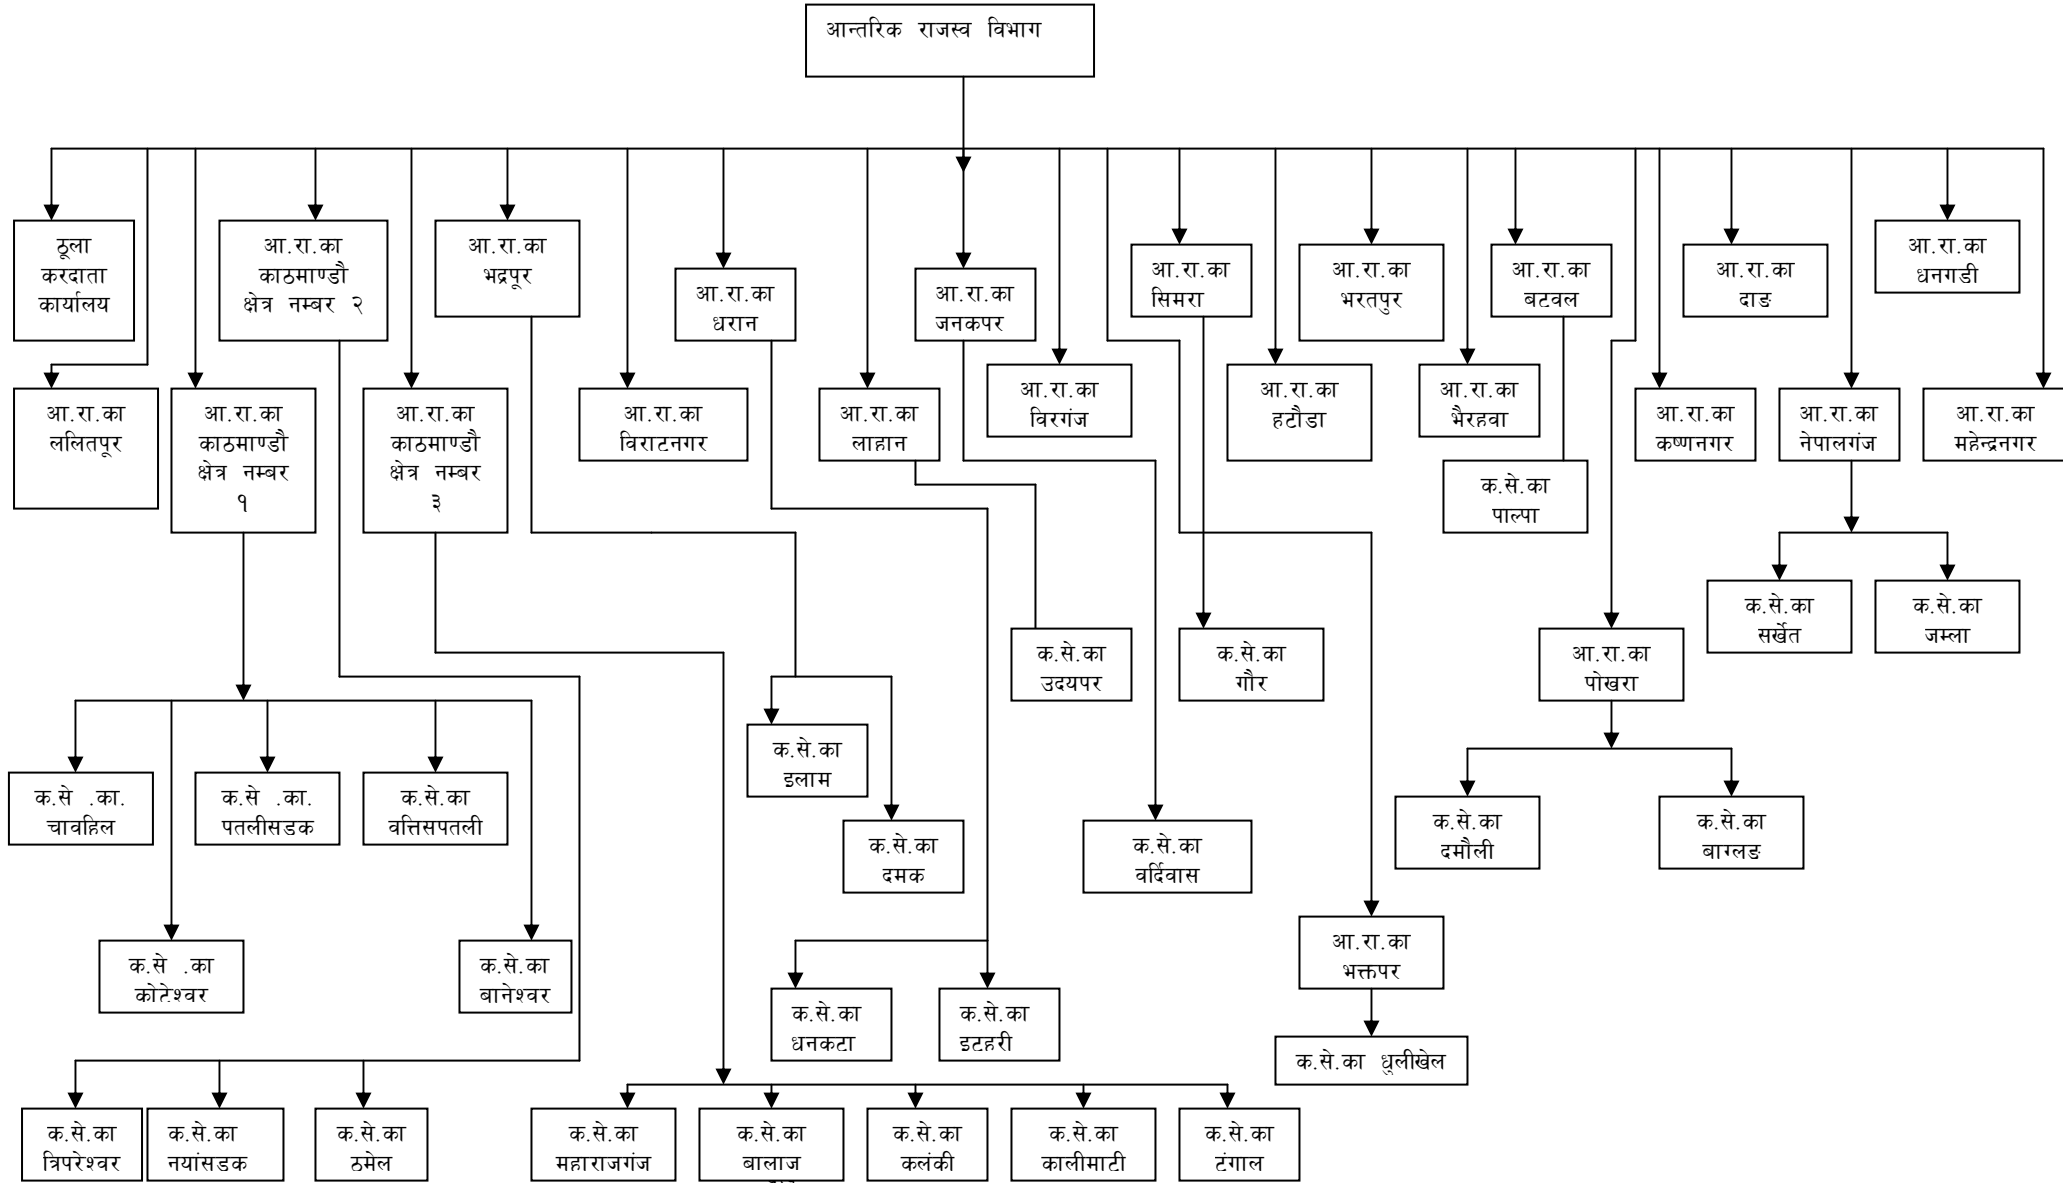 आन्तरिक राजस्व विभाग
ठूला
करदाता
कार्यालय
आ.रा.का
काठमाण्डौ
क्षेत्र नम्बर २
आ.रा.का
भद्रपूर
आ.रा.का
धरान
आ.रा.का
जनकपर
आ.रा.का
सिमरा
आ.रा.का
भरतपुर
आ.रा.का
बटवल
आ.रा.का
दाङ
आ.रा.का
धनगडी
आ.रा.का
ललितपूर
आ.रा.का
काठमाण्डौ
क्षेत्र नम्बर
१
आ.रा.का
काठमाण्डौ
क्षेत्र नम्बर
३
आ.रा.का
विराटनगर
आ.रा.का
लाहान
आ.रा.का
विरगंज
आ.रा.का
हटौडा
आ.रा.का
भैरहवा
आ.रा.का
कष्णनगर
आ.रा.का
नेपालगंज
आ.रा.का
महेन्द्रनगर
क.से.का
पाल्पा
क.से.का
सर्खेत
क.से.का
जम्ला
क.से.का
उदयपर
क.से.का
गौर
आ.रा.का
पोखरा
क.से.का
इलाम
क.से .का.
चावहिल
क.से .का.
पतलीसडक
क.से.का
वत्तिसपतली
क.से.का
दमक
क.से.का
वर्दिवास
क.से.का
दमौली
क.से.का
बाग्लङ
क.से .का
कोटेश्वर
क.से.का
बानेश्वर
आ.रा.का
भक्तपर
क.से.का
धनकटा
क.से.का
इटहरी
क.से.का धुलीखेल
क.से.का
त्रिपरेश्वर
क.से.का
नयांसडक
क.से.का
ठमेल
क.से.का
महाराजगंज
क.से.का
बालाज
क.से.का
कलंकी
क.से.का
कालीमाटी
क.से.का
टंगाल